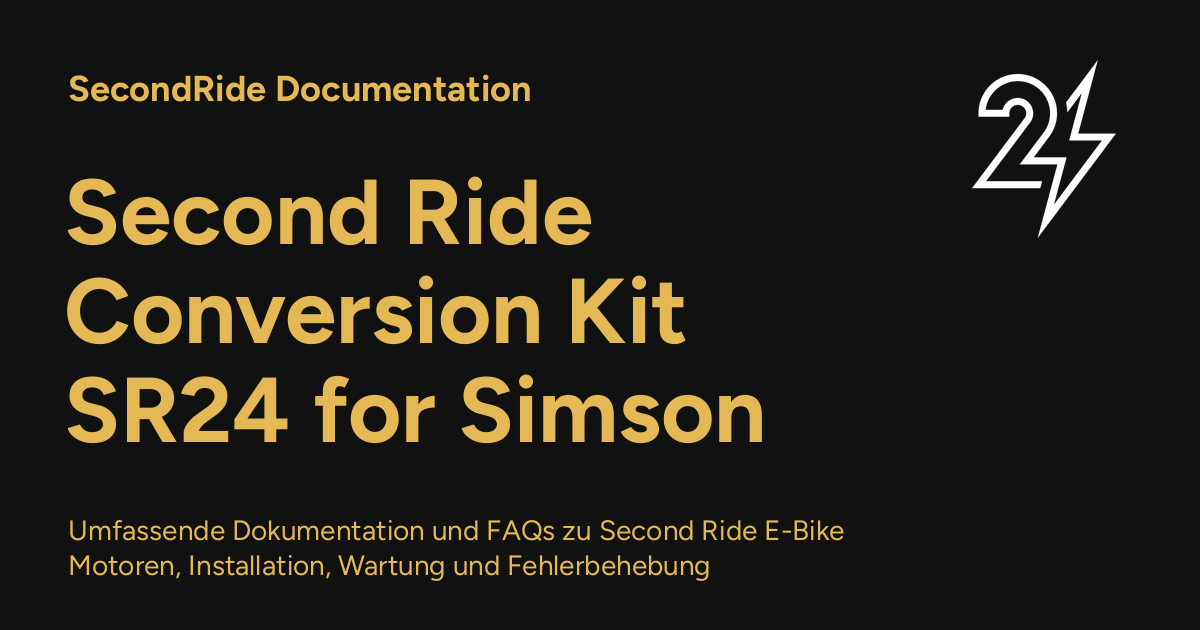 SecondRide Documentation
Second Ride
Conversion Kit
SR24 for Simson
Umfassende Dokumentation und FAQs zu Second Ride E-Bike
Motoren, Installation, Wartung und Fehlerbehebung
2